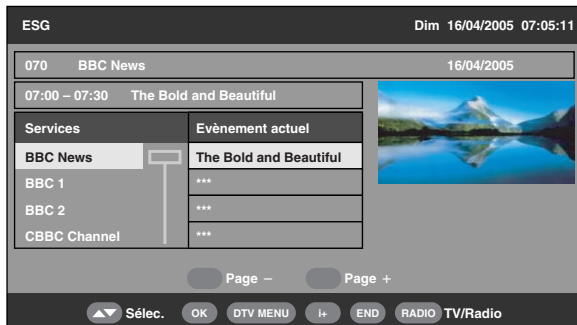 ESG Dim 16/04/2005 07:05:11
070 BBC News 16/04/2005
07:00 – 07:30 The Bold and Beautiful
Services Evènement actuel
BBC News The Bold and Beautiful
BBC 1 ***
BBC 2 ***
CBBC Channel ***
Page – Page +
Sélec. OK DTV MENU i+ END RADIO TV/Radio